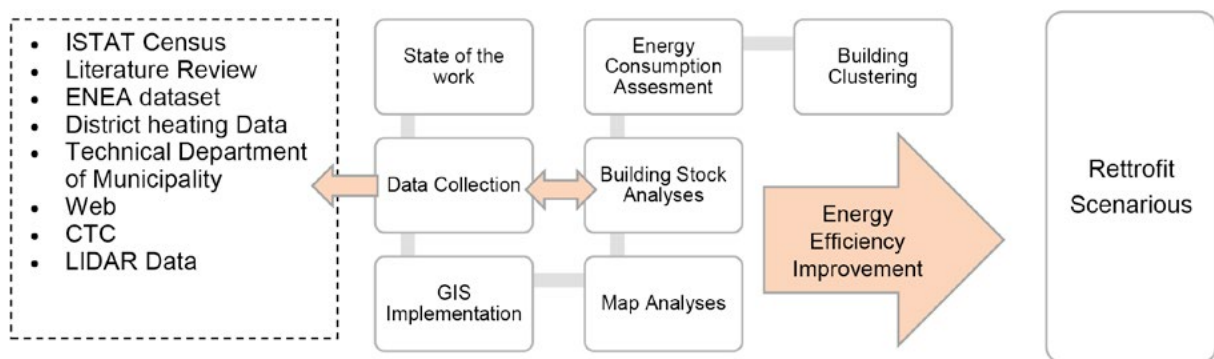 • ISTAT Census
• Literature Review
• ENEA dataset
• District heating Data
• Technical Department
of Municipality
• Web
• CTC
• LIDAR Data
State of the
work
Data Collection
GIS
Implementation
Energy
Consumption
Assesment
Building Stock
Analyses
Map Analyses
Building
Clustering
Energy
Efficiency
Improvement
Rettrofit
Scenarious